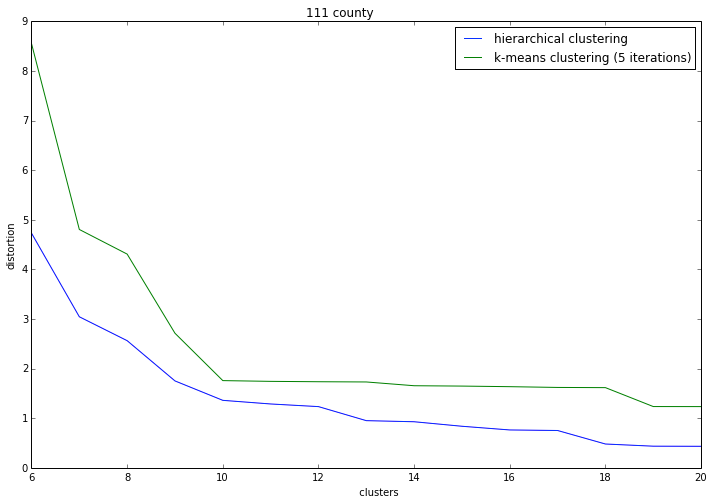 111 county
hierarchical clustering
k-means clustering (5 iterations)
9
8
7
6
5
4
3
2
1
0
distortion
6 8 10 12 14 16 18 20
clusters